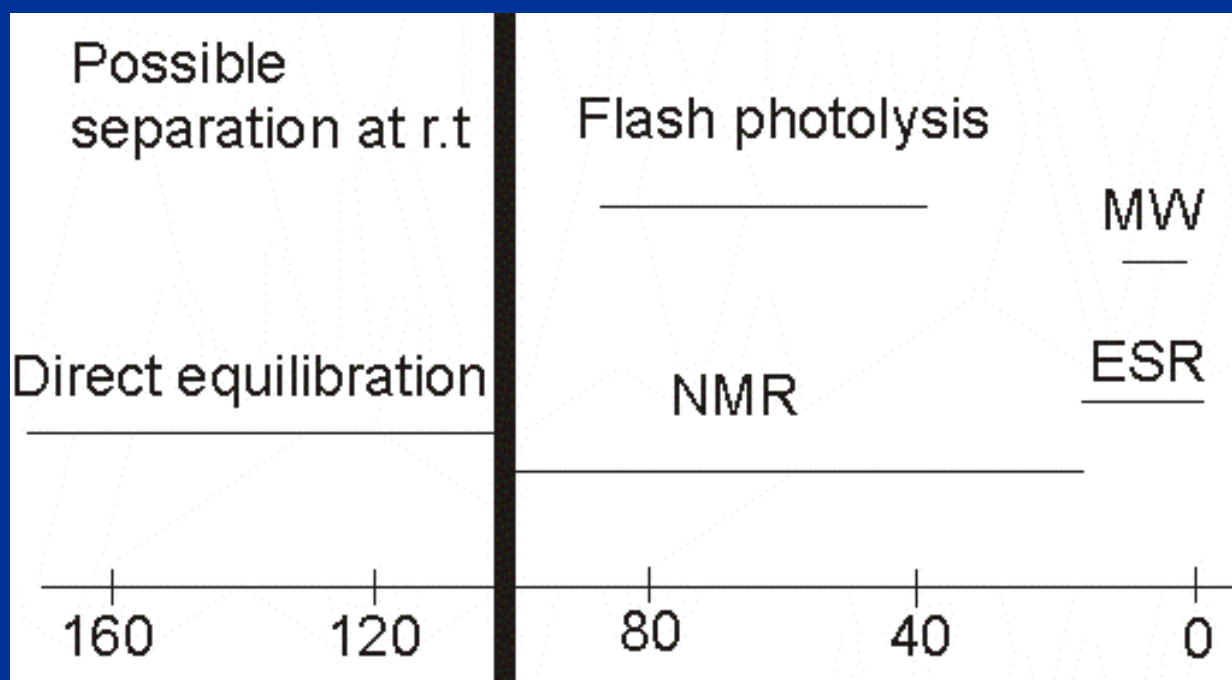 Possible
separation at r.t
Flash photolysis
MW
Direct equilibration
NMR
ESR
160
120
80
40
0